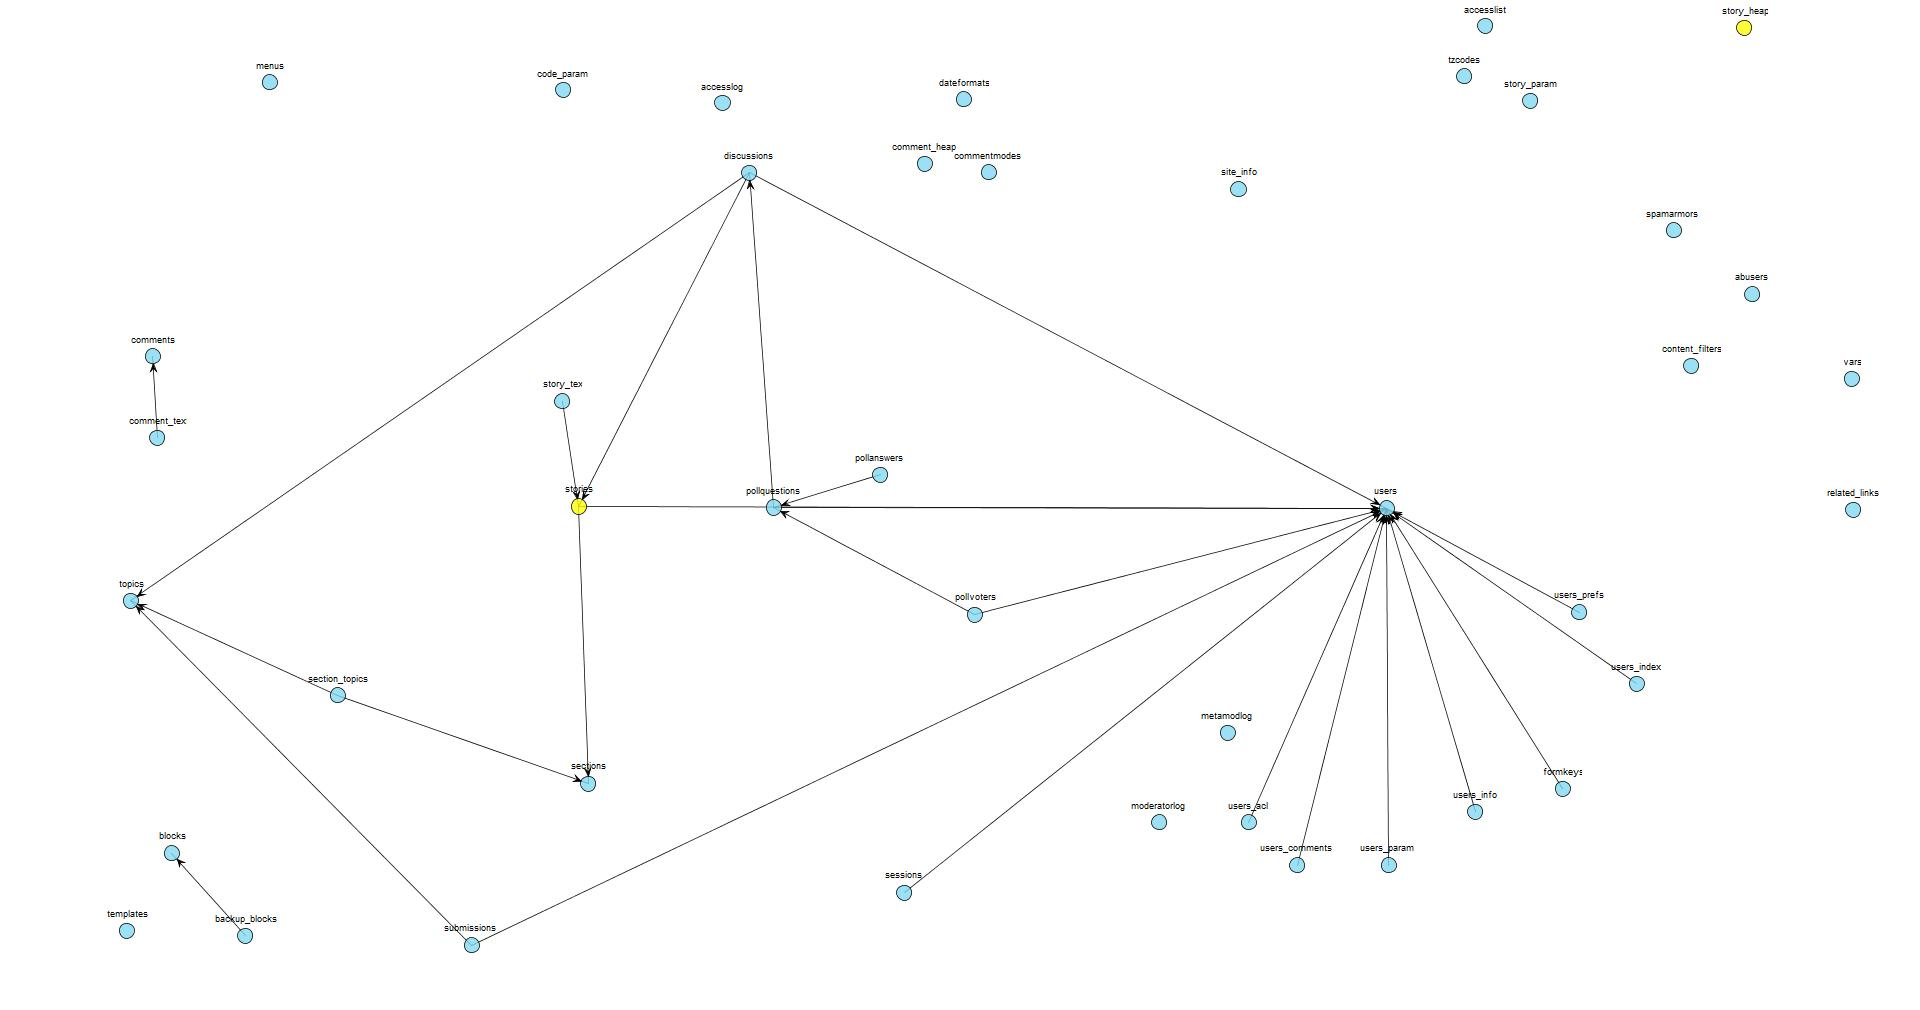 accesslist
story_heap
tzcodes
menus
code_param
story_param
dateformats
accesslog
comment_heap
commentmodes
discussions
site_info
spamarmors
abusers
comments
content_filters
vars
story_tex
comment_tex
pollanswers
stories
pollquestions
users
related_links
topics
pollvoters
users_prefs
users_index
section_topics
metamodlog
sections
formkeys
users_info
moderatorlog
users_acl
blocks
users_comments
users_param
sessions
templates
backup_blocks
submissions